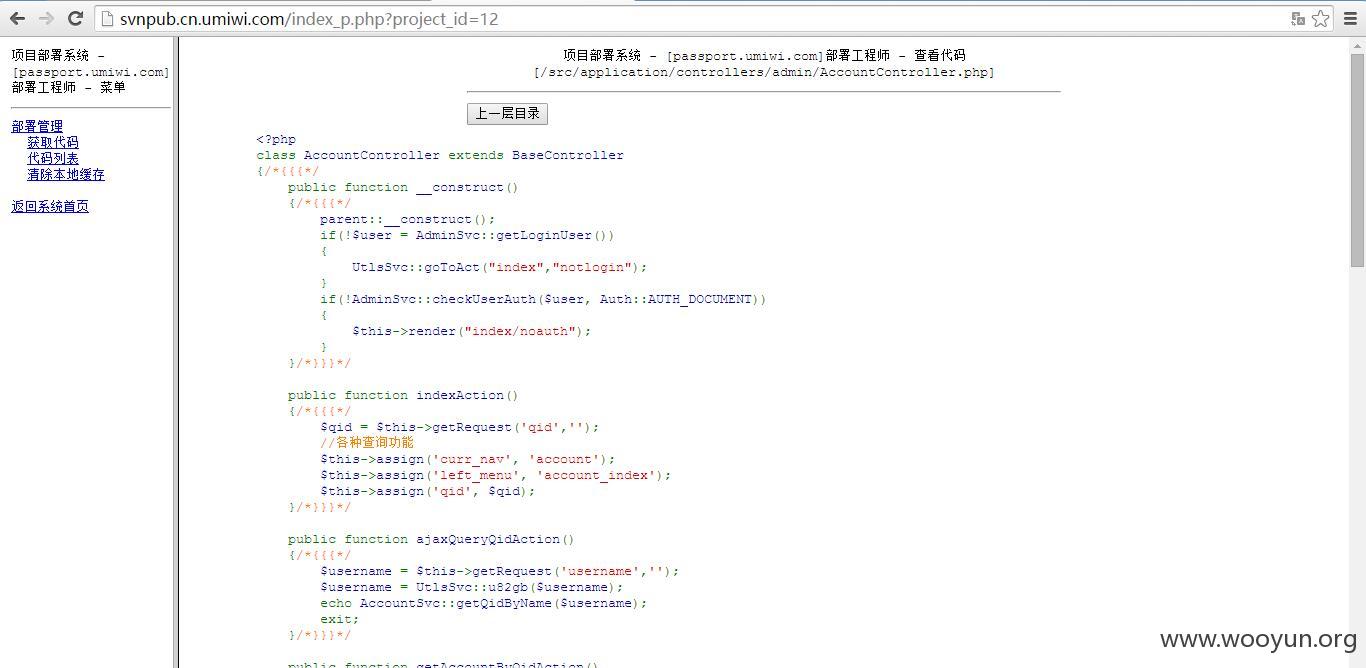 svnpub.cn.umiwi.com/index_p.php?project_id=12
项目部署系统 - [passport.umiwi.com]部署工程师 - 菜单
部署管理
获取代码
代码列表
清除本地缓存
返回系统首页
项目部署系统 - [passport.umiwi.com]部署工程师 - 查看代码
[/src/application/controllers/admin/AccountController.php]
上一层目录
<?php
class AccountController extends BaseController
{/*{{{*/
    public function __construct()
    {/*{{{*/
        parent::__construct();
        if(!$user = AdminSvc::getLoginUser())
        {
            UtlsSvc::goToAct("index","notlogin");
        }
        if(!AdminSvc::checkUserAuth($user, Auth::AUTH_DOCUMENT))
        {
            $this->render("index/noauth");
        }
    }/*}}}*/
    public function indexAction()
    {/*{{{*/
        $qid = $this->getRequest('qid','');
        //各种查询功能
        $this->assign('curr_nav', 'account');
        $this->assign('left_menu', 'account_index');
        $this->assign('qid', $qid);
    }/*}}}*/
    public function ajaxQueryQidAction()
    {/*{{{*/
        $username = $this->getRequest('username','');
        $username = UtlsSvc::u82gb($username);
        echo AccountSvc::getQidByName($username);
        exit;
    }/*}}}*/
    public function getAccountByQidAction()
www.wooyun.org